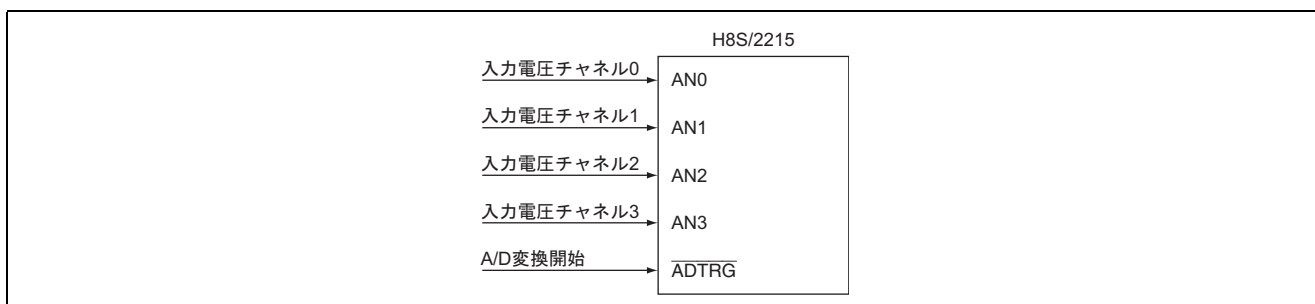 H8S/2215
入力電圧チャネル0
AN0
入力電圧チャネル1
AN1
入力電圧チャネル2
AN2
入力電圧チャネル3
AN3
A/D変換開始
ADTRG